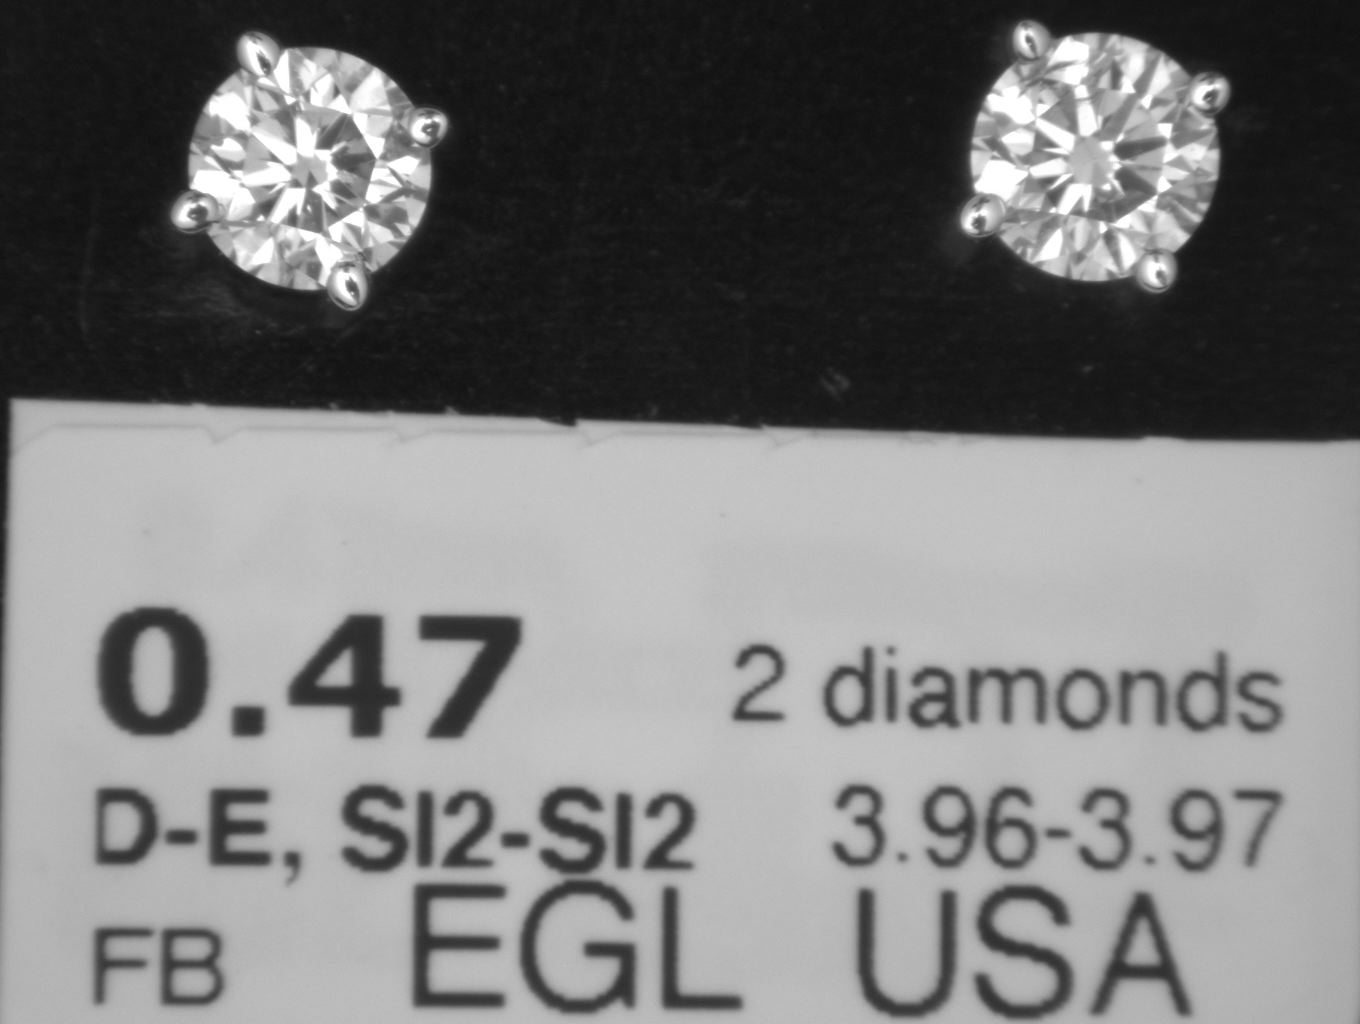 0.47 2 diamonds
D-E, SI2-SI2 3.96-3.97
FB EGL USA